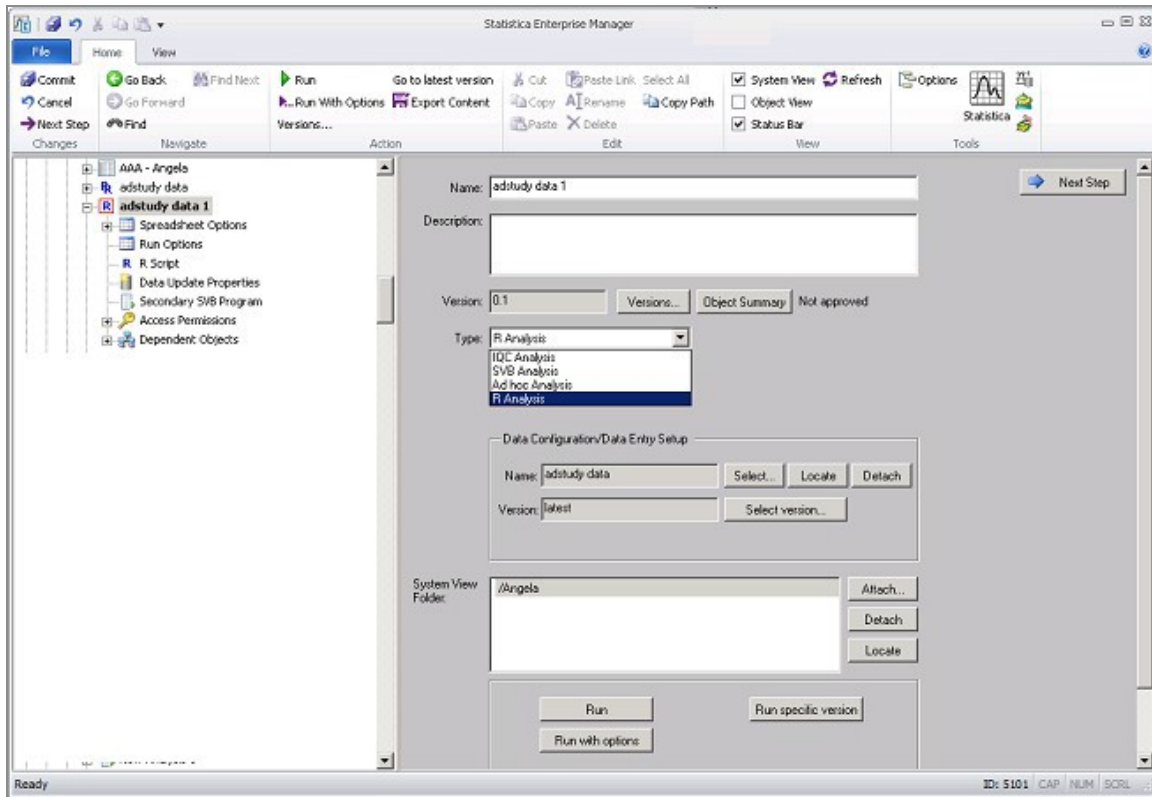 Statistica Enterprise Manager
File Home View
Commit Go Back Find Next Run Go to latest version Cut Paste Link Select All System View Refresh Options
Cancel Go Forward Run With Options Export Content Copy Rename Copy Path Object View Statistica
Next Step Find Versions... Paste Delete Status Bar
Changes Navigate Action Edit View Tools
AAA - Angela
adstudy data
adstudy data 1
Spreadsheet Options
Run Options
R Script
Data Update Properties
Secondary SVB Program
Access Permissions
Dependent Objects
Name: adstudy data 1 Next Step
Description:
Version: 0.1 Versions... Object Summary Not approved
Type: R Analysis
IQC Analysis
SVB Analysis
Ad hoc Analysis
R Analysis
Data Configuration/Data Entry Setup
Name: adstudy data Select... Locate Detach
Version: latest Select version...
System View
Folder: /Angela Attach...
Detach
Locate
Run Run specific version
Run with options
Ready ID: 5101 CAP NUM SCRL